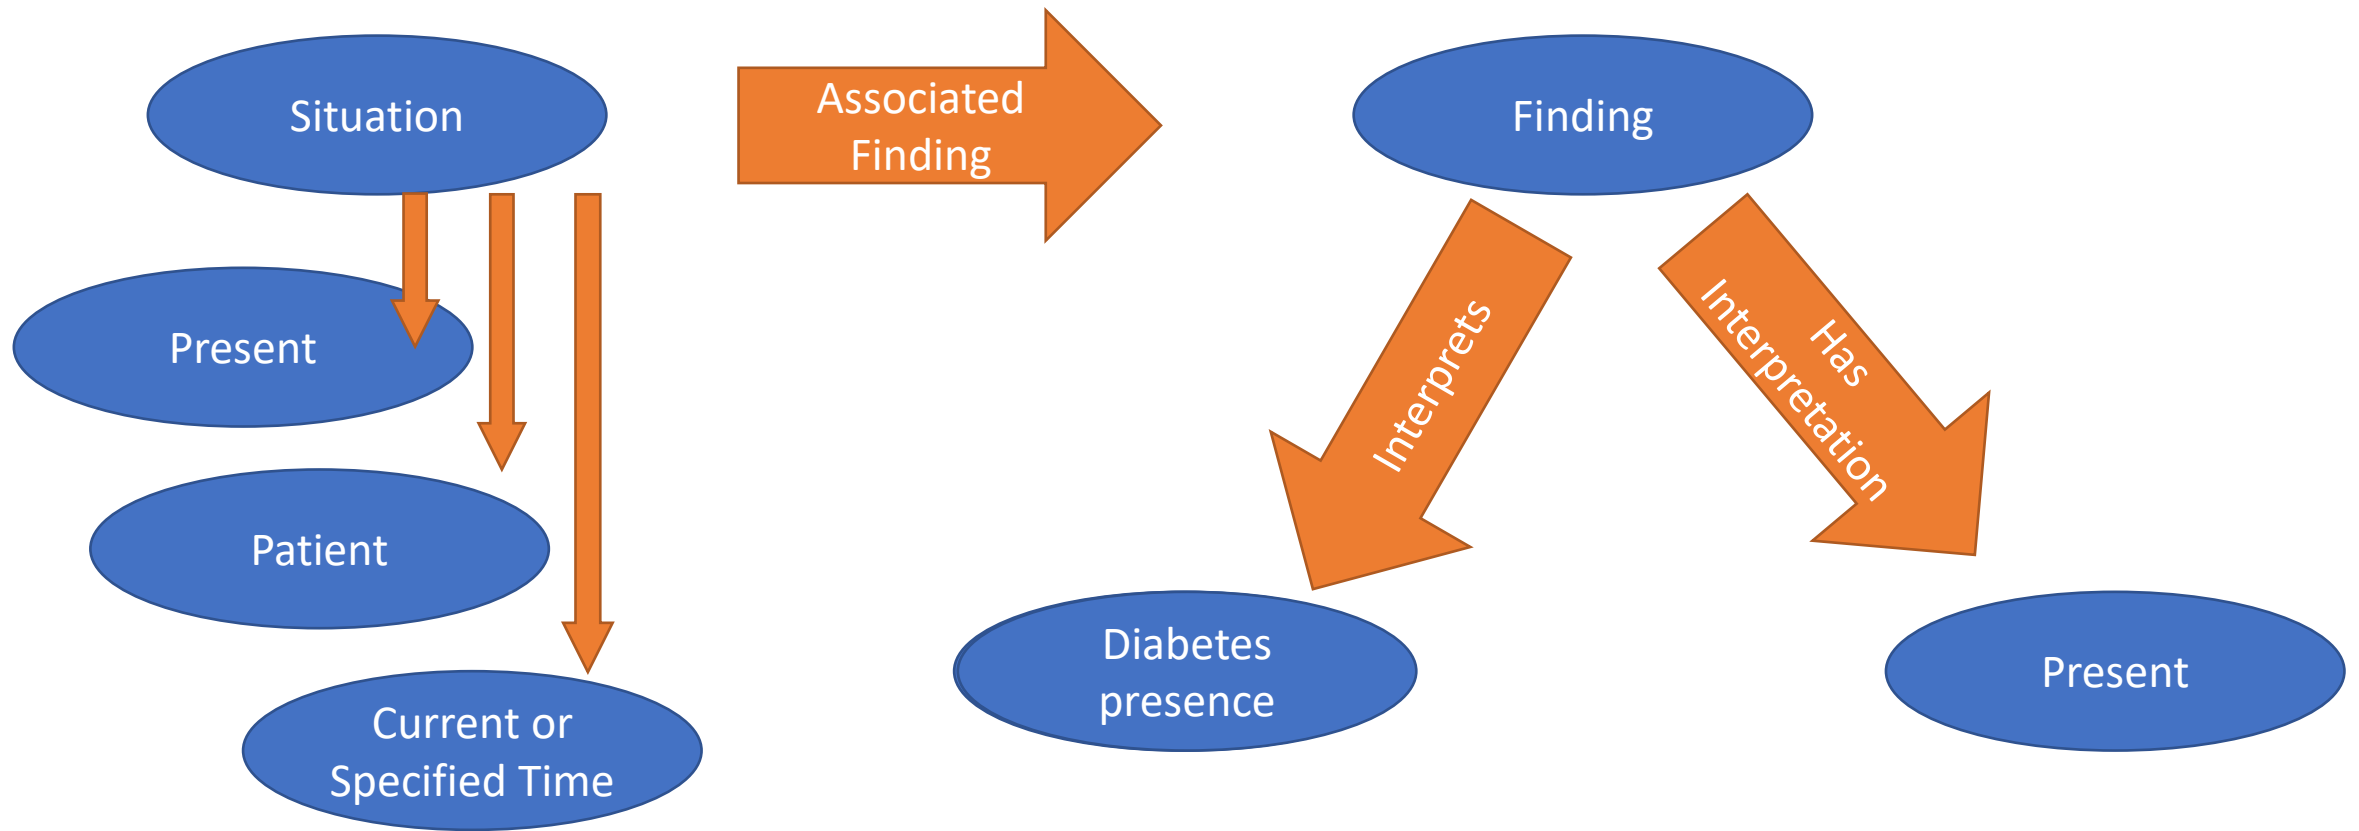 Situation
Associated
Finding
Finding
Present
Interprets
Has
Interpretation
Patient
Diabetes
presence
Present
Current or
Specified Time